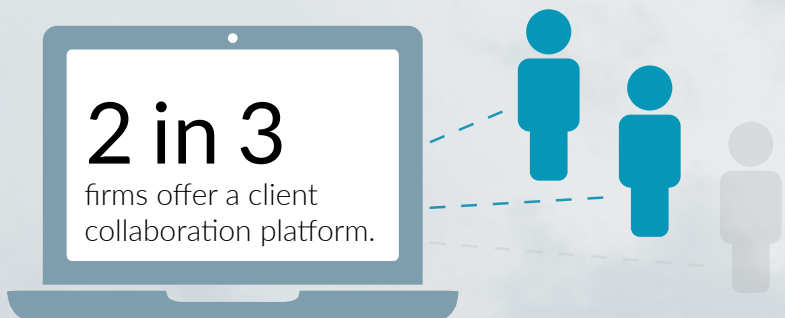 2 in 3
firms offer a client
collaboration platform.